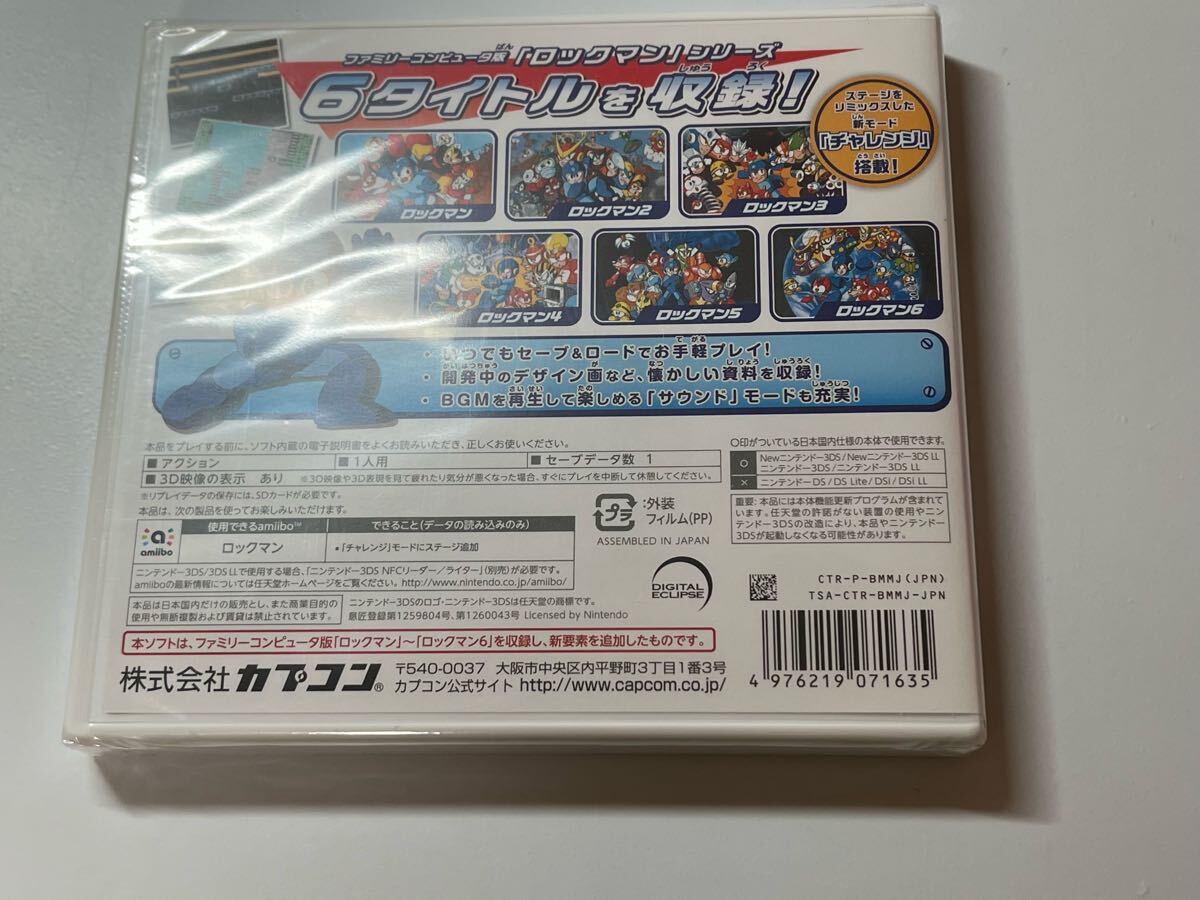 ファミリーコンピュータ版「ロックマン」シリーズ
6タイトルを収録!
ステージを
リミックスした
新モード
「チャレンジ」
搭載!
ロックマン
ロックマン2
ロックマン3
ロックマン4
ロックマン5
ロックマン6
・いつでもセーブ&ロードでお手軽プレイ!
・開発中のデザイン画など、懐かしい資料を収録!
・BGMを再生して楽しめる「サウンド」モードも充実!
本品をプレイする前に、ソフト内蔵の電子説明書をよくお読みいただき、正しくお使いください。
■アクション
■1人用
■セーブデータ数 1
■3D映像の表示 あり ※3D映像や3D表現を見て疲れたり気分が悪くなった場合、すぐにプレイを中断して休憩してください。
※リプレイデータの保存には、SDカードが必要です。
本品は、次の製品を使ってお楽しみいただけます。
amiibo
使用できるamiibo™
できること(データの読み込みのみ)
ロックマン
・「チャレンジ」モードにステージ追加
ニンテンドー3DS/3DS LLで使用する場合、「ニンテンドー3DS NFCリーダー/ライター」(別売)が必要です。
amiiboの最新情報については任天堂ホームページをご覧ください。http://www.nintendo.co.jp/amiibo/
本品は日本国内だけの販売とし、また商業目的の
使用や無断複製および賃貸は禁止されています。
ニンテンドー3DSのロゴ・ニンテンドー3DSは任天堂の商標です。
意匠登録第1259804号、第1260043号 Licensed by Nintendo
プラ
:外装
フィルム(PP)
ASSEMBLED IN JAPAN
DIGITAL
ECLIPSE
○印がついている日本国内仕様の本体で使用できます。
○ Newニンテンドー3DS/Newニンテンドー3DS LL
ニンテンドー3DS/ニンテンドー3DS LL
× ニンテンドーDS/DS Lite/DSi/DSi LL
重要: 本品には本体機能更新プログラムが含まれて
います。任天堂の許諾がない装置の使用やニン
テンドー3DSの改造により、本品やニンテンドー
3DSが起動しなくなる可能性があります。
CTR-P-BMMJ(JPN)
TSA-CTR-BMMJ-JPN
本ソフトは、ファミリーコンピュータ版「ロックマン」~「ロックマン6」を収録し、新要素を追加したものです。
株式会社カプコン®
〒540-0037 大阪市中央区内平野町3丁目1番3号
カプコン公式サイト http://www.capcom.co.jp/
4 976219 071635